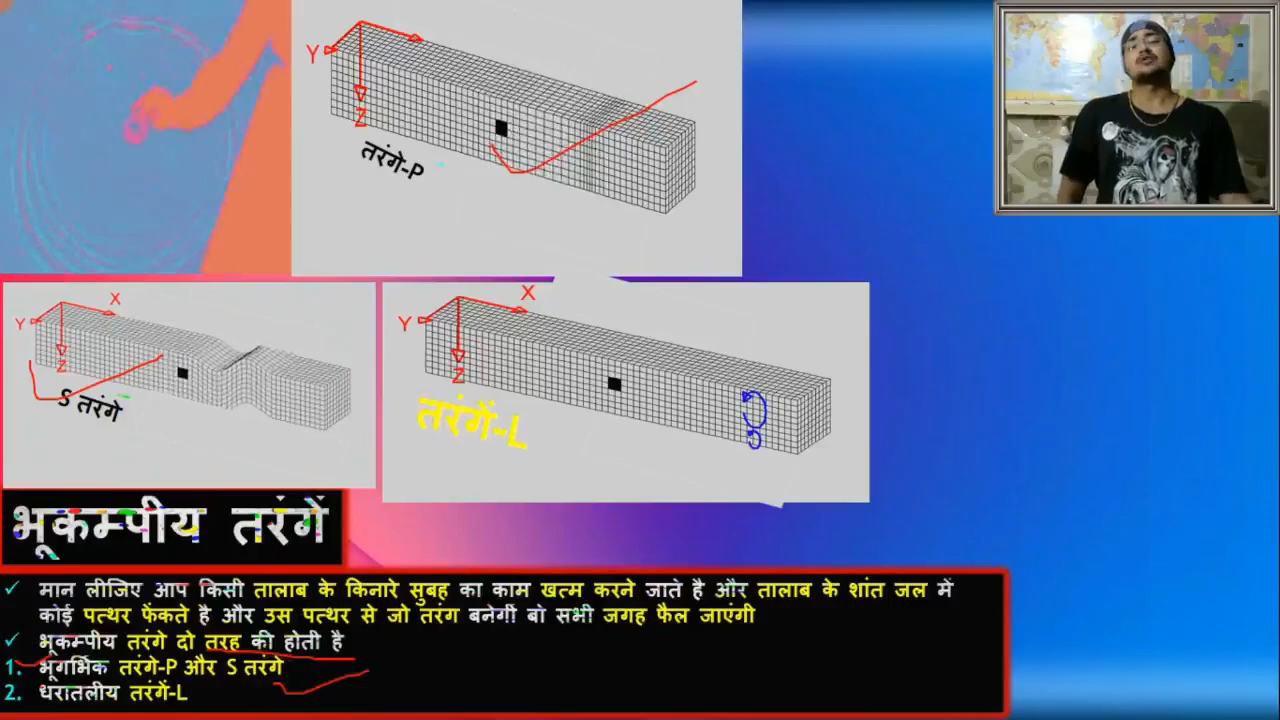 Y
Z
तरंगे-P
X
Y
Z
S तरंगे
X
Y
Z
तरंगें-L
भूकम्पीय तरंगें
✓ मान लीजिए आप किसी तालाब के किनारे सुबह का काम खत्म करने जाते है और तालाब के शांत जल में
कोई पत्थर फेंकते है और उस पत्थर से जो तरंग बनेगीं बो सभी जगह फैल जाएंगी
✓ भूकम्पीय तरंगे दो तरह की होती है
1. भूगर्भिक तरंगे-P और S तरंगे
2. धरातलीय तरंगें-L